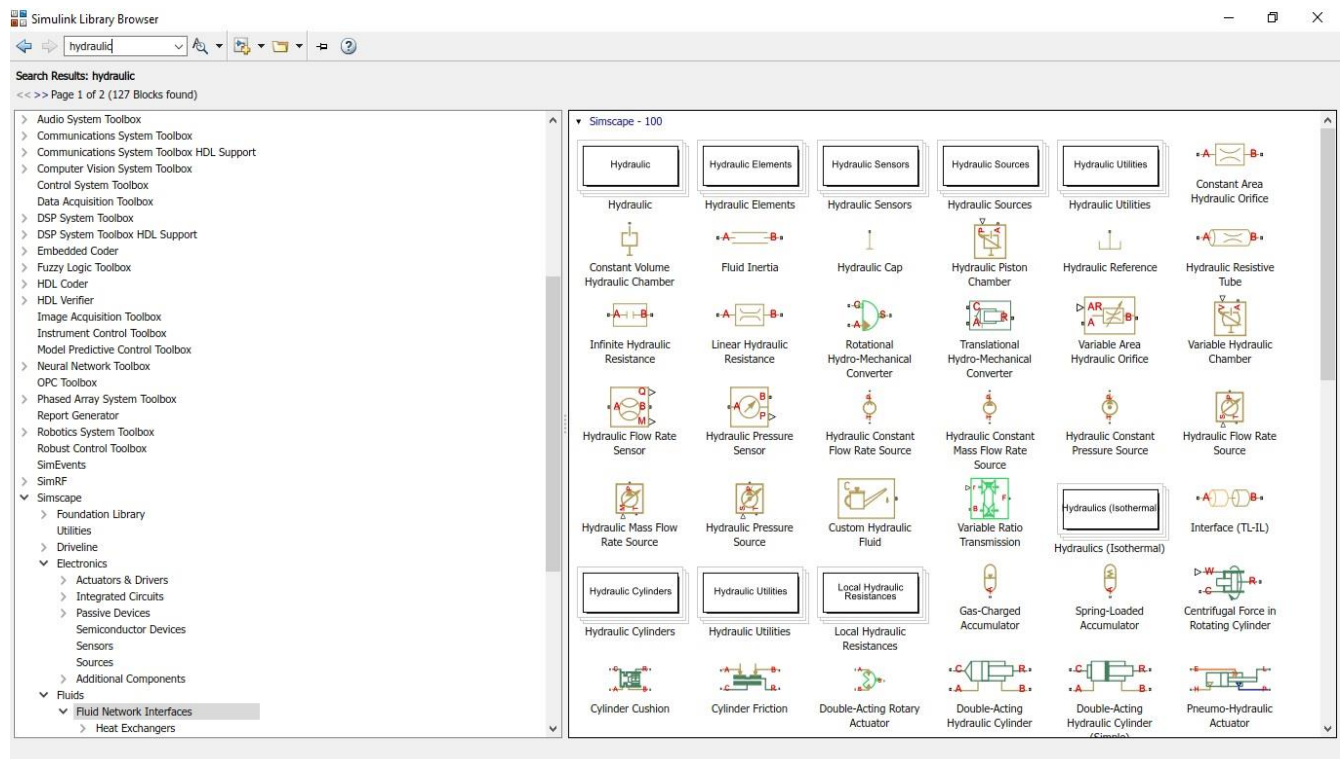 Simulink Library Browser
hydraulic
Search Results: hydraulic
<< >> Page 1 of 2 (127 Blocks found)
Audio System Toolbox
Communications System Toolbox
Communications System Toolbox HDL Support
Computer Vision System Toolbox
Control System Toolbox
Data Acquisition Toolbox
DSP System Toolbox
DSP System Toolbox HDL Support
Embedded Coder
Fuzzy Logic Toolbox
HDL Coder
HDL Verifier
Image Acquisition Toolbox
Instrument Control Toolbox
Model Predictive Control Toolbox
Neural Network Toolbox
OPC Toolbox
Phased Array System Toolbox
Report Generator
Robotics System Toolbox
Robust Control Toolbox
SimEvents
SimRF
Simscape
Foundation Library
Utilities
Driveline
Electronics
Actuators & Drivers
Integrated Circuits
Passive Devices
Semiconductor Devices
Sensors
Sources
Additional Components
Fluids
Fluid Network Interfaces
Heat Exchangers
Simscape - 100
Hydraulic
Hydraulic Elements
Hydraulic Sensors
Hydraulic Sources
Hydraulic Utilities
A B
Hydraulic
Hydraulic Elements
Hydraulic Sensors
Hydraulic Sources
Hydraulic Utilities
Constant Area
Hydraulic Orifice
A B
P A
A B
Constant Volume
Hydraulic Chamber
Fluid Inertia
Hydraulic Cap
Hydraulic Piston
Chamber
Hydraulic Reference
Hydraulic Resistive
Tube
A B
A B
Q S A
C A R
AR A B
V A
Infinite Hydraulic
Resistance
Linear Hydraulic
Resistance
Rotational
Hydro-Mechanical
Converter
Translational
Hydro-Mechanical
Converter
Variable Area
Hydraulic Orifice
Variable Hydraulic
Chamber
A Q B M
A B P
Hydraulic Flow Rate
Sensor
Hydraulic Pressure
Sensor
Hydraulic Constant
Flow Rate Source
Hydraulic Constant
Mass Flow Rate
Source
Hydraulic Constant
Pressure Source
Hydraulic Flow Rate
Source
C
r B F
Hydraulics (Isothermal)
A B
Hydraulic Mass Flow
Rate Source
Hydraulic Pressure
Source
Custom Hydraulic
Fluid
Variable Ratio
Transmission
Hydraulics (Isothermal)
Interface (TL-IL)
Hydraulic Cylinders
Hydraulic Utilities
Local Hydraulic
Resistances
W C R
Hydraulic Cylinders
Hydraulic Utilities
Local Hydraulic
Resistances
Gas-Charged
Accumulator
Spring-Loaded
Accumulator
Centrifugal Force in
Rotating Cylinder
C R A B
A B C R
A B
C R A B
C R A B
Cylinder Cushion
Cylinder Friction
Double-Acting Rotary
Actuator
Double-Acting
Hydraulic Cylinder
Double-Acting
Hydraulic Cylinder
(Simple)
Pneumo-Hydraulic
Actuator